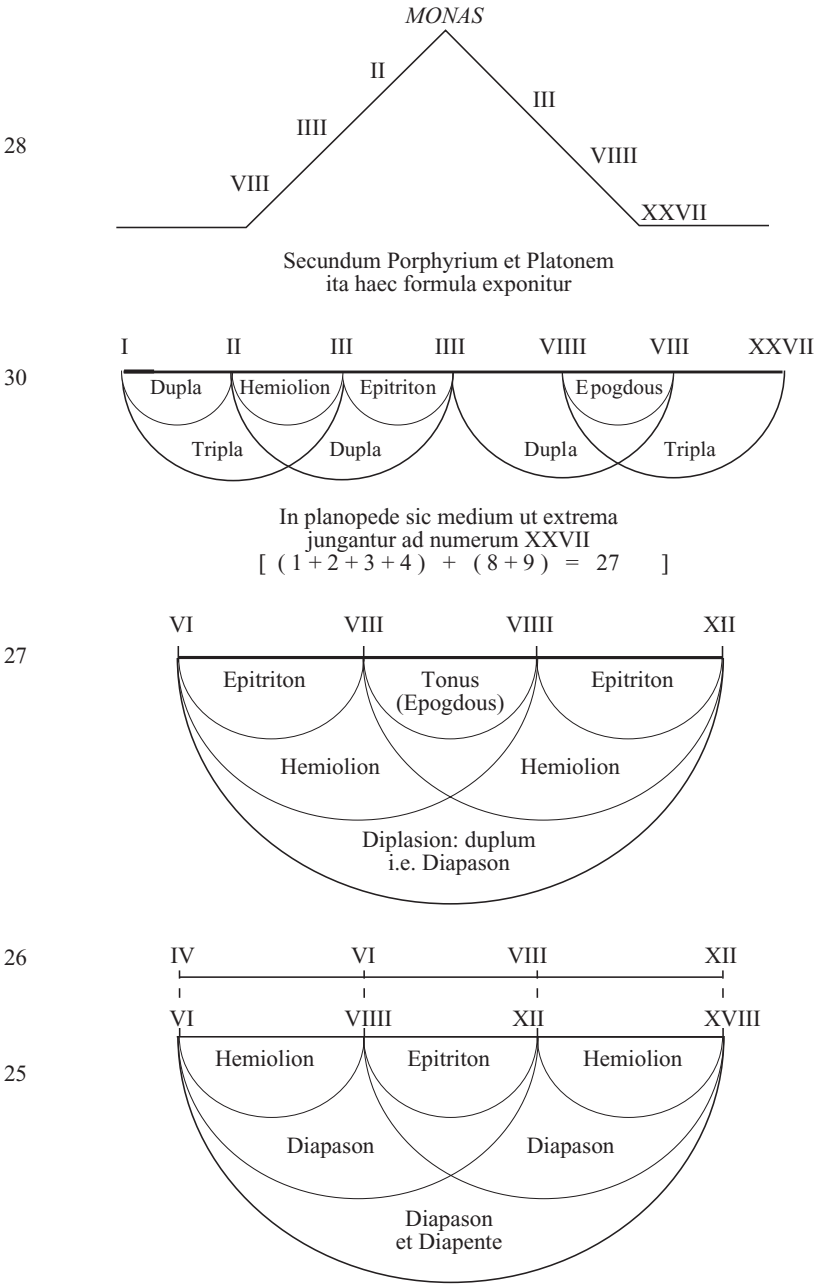 MONAS
II
III
IIII
28
VIIII
VIII
XXVII
Secundum Porphyrium et Platonem
ita haec formula exponitur
I II III IIII VIIII VIII XXVII
30
Dupla Hemiolion Epitriton Epogdous
Tripla Dupla Dupla Tripla
In planopede sic medium ut extrema
jungantur ad numerum XXVII
[ ( 1 + 2 + 3 + 4 ) + ( 8 + 9 ) = 27 ]
VI VIII VIIII XII
27
Epitriton Tonus Epitriton
(Epogdous)
Hemiolion Hemiolion
Diplasion: duplum
i.e. Diapason
26 IV VI VIII XII
VI VIIII XII XVIII
25
Hemiolion Epitriton Hemiolion
Diapason Diapason
Diapason
et Diapente